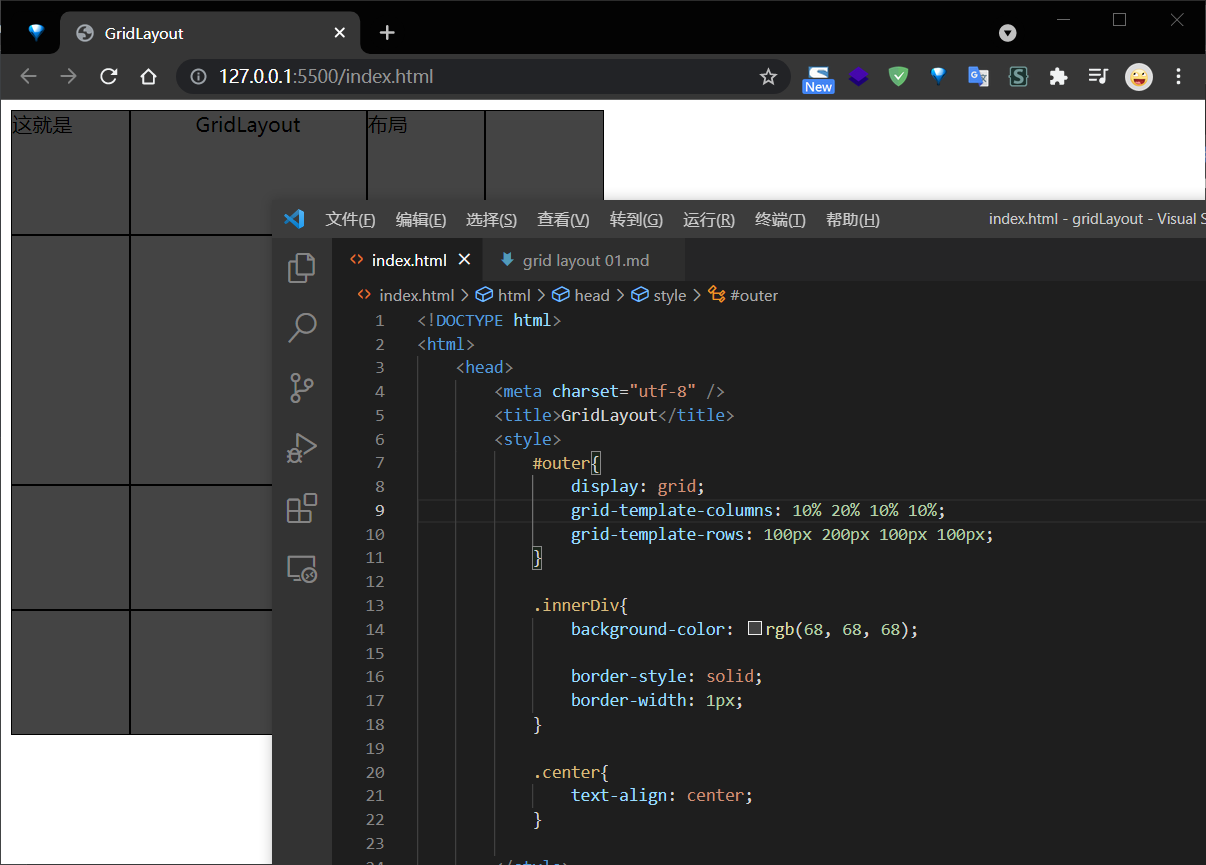 GridLayout
127.0.0.1:5500/index.html
New
S
这就是 GridLayout 布局
文件(F) 编辑(E) 选择(S) 查看(V) 转到(G) 运行(R) 终端(T) 帮助(H) index.html - gridLayout - Visual S
index.html grid layout 01.md
index.html > html > head > style > #outer
1 <!DOCTYPE html>
2 <html>
3 <head>
4 <meta charset="utf-8" />
5 <title>GridLayout</title>
6 <style>
7 #outer{
8 display: grid;
9 grid-template-columns: 10% 20% 10% 10%;
10 grid-template-rows: 100px 200px 100px 100px;
11 }
12
13 .innerDiv{
14 background-color: rgb(68, 68, 68);
15
16 border-style: solid;
17 border-width: 1px;
18 }
19
20 .center{
21 text-align: center;
22 }
23
24 </style>